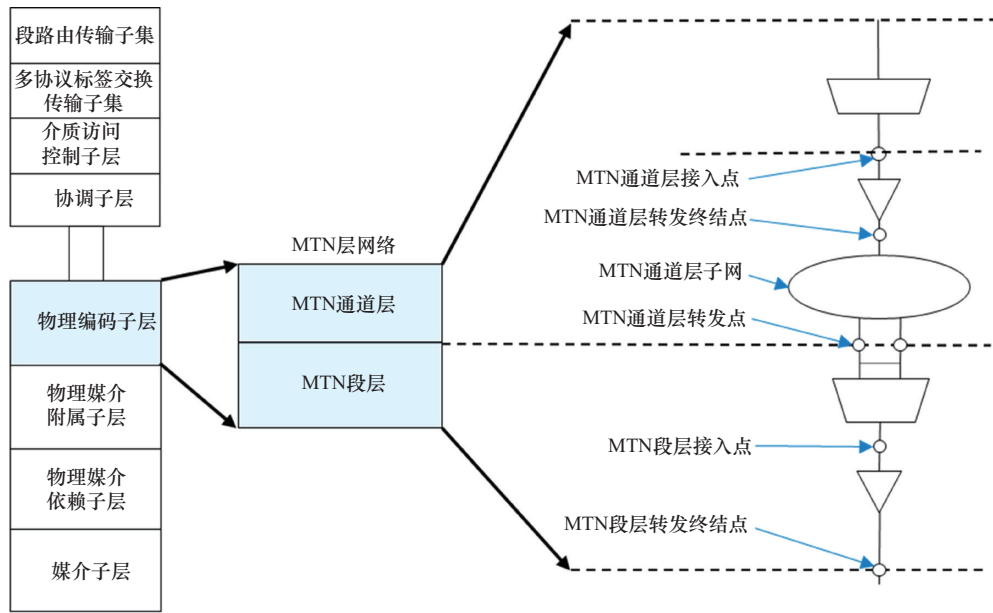 段路由传输子集
多协议标签交换
传输子集
介质访问
控制子层
协调子层
物理编码子层
物理媒介
附属子层
物理媒介
依赖子层
媒介子层
MTN层网络
MTN通道层
MTN段层
MTN通道层接入点
MTN通道层转发终结点
MTN通道层子网
MTN通道层转发点
MTN段层接入点
MTN段层转发终结点